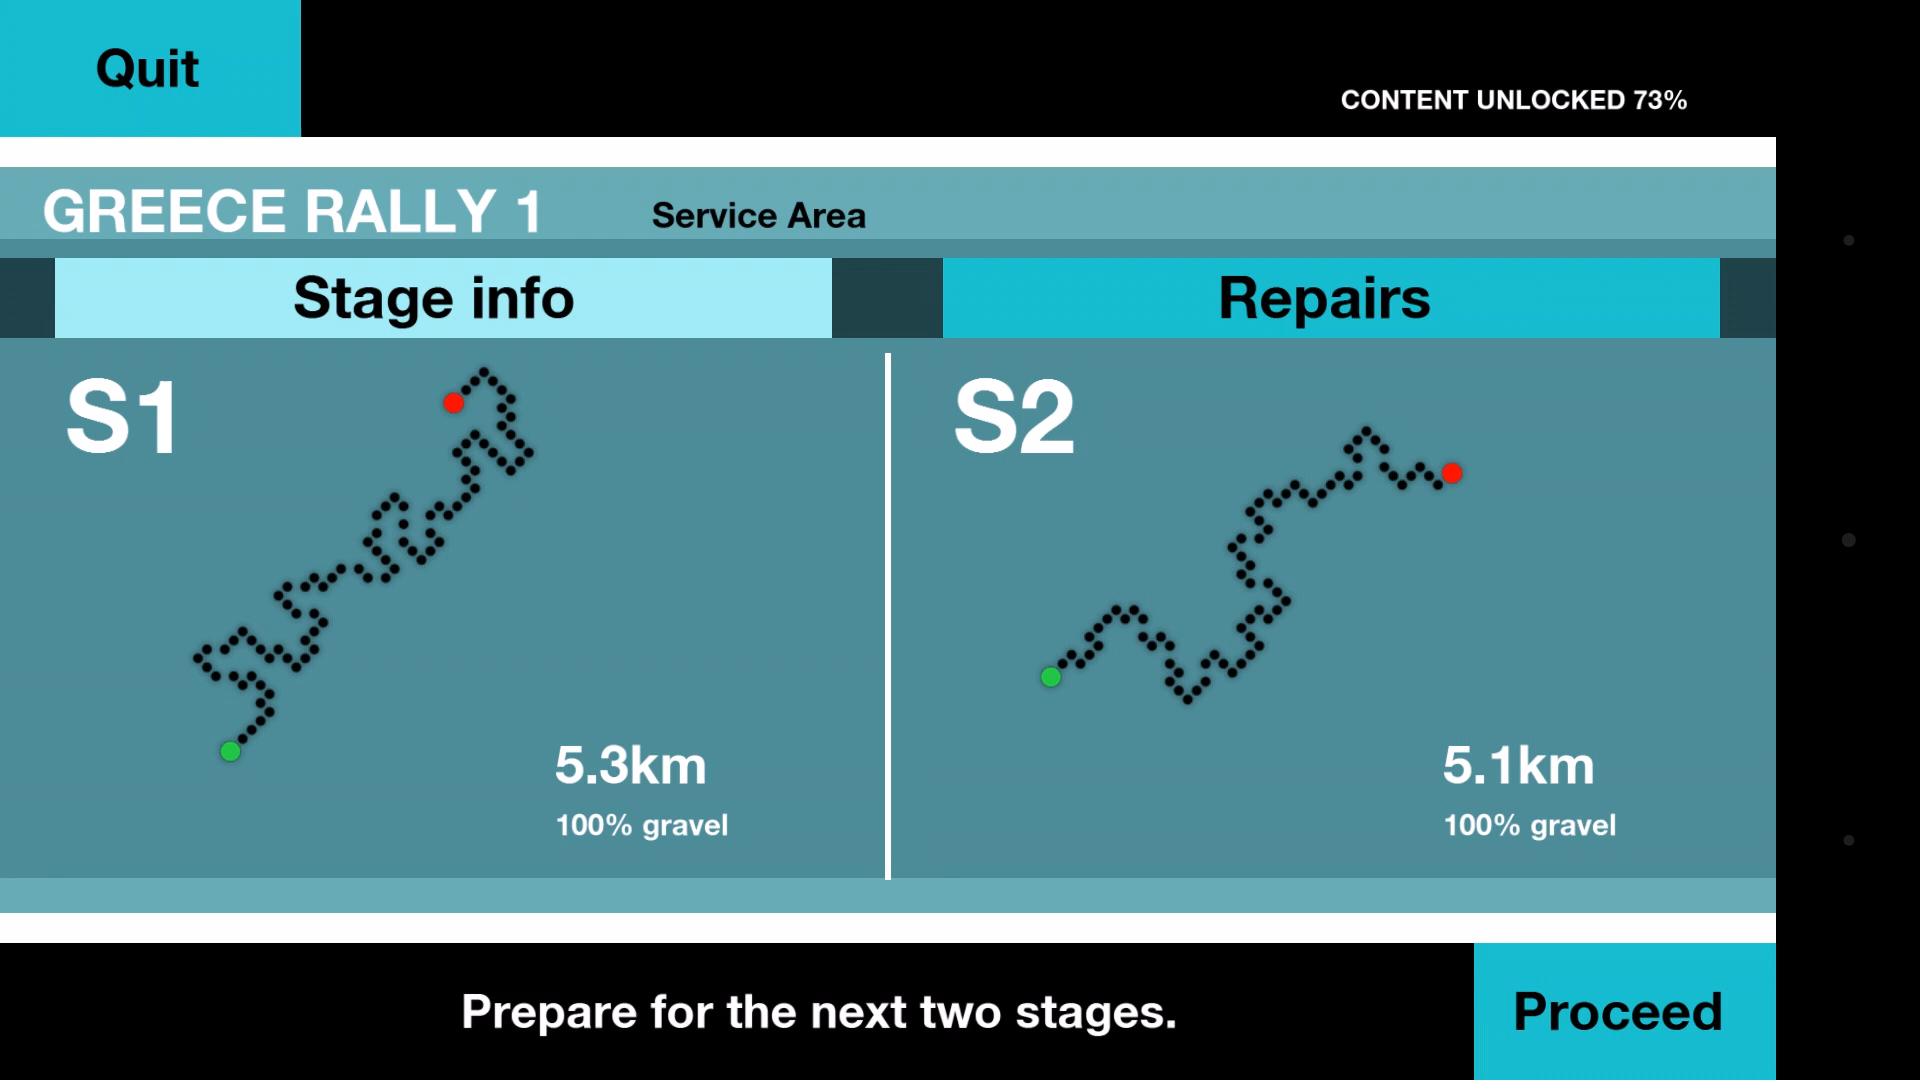 Quit
CONTENT UNLOCKED 73%
GREECE RALLY 1
Service Area
Stage info
Repairs
S1
S2
5.3km
100% gravel
5.1km
100% gravel
Prepare for the next two stages.
Proceed